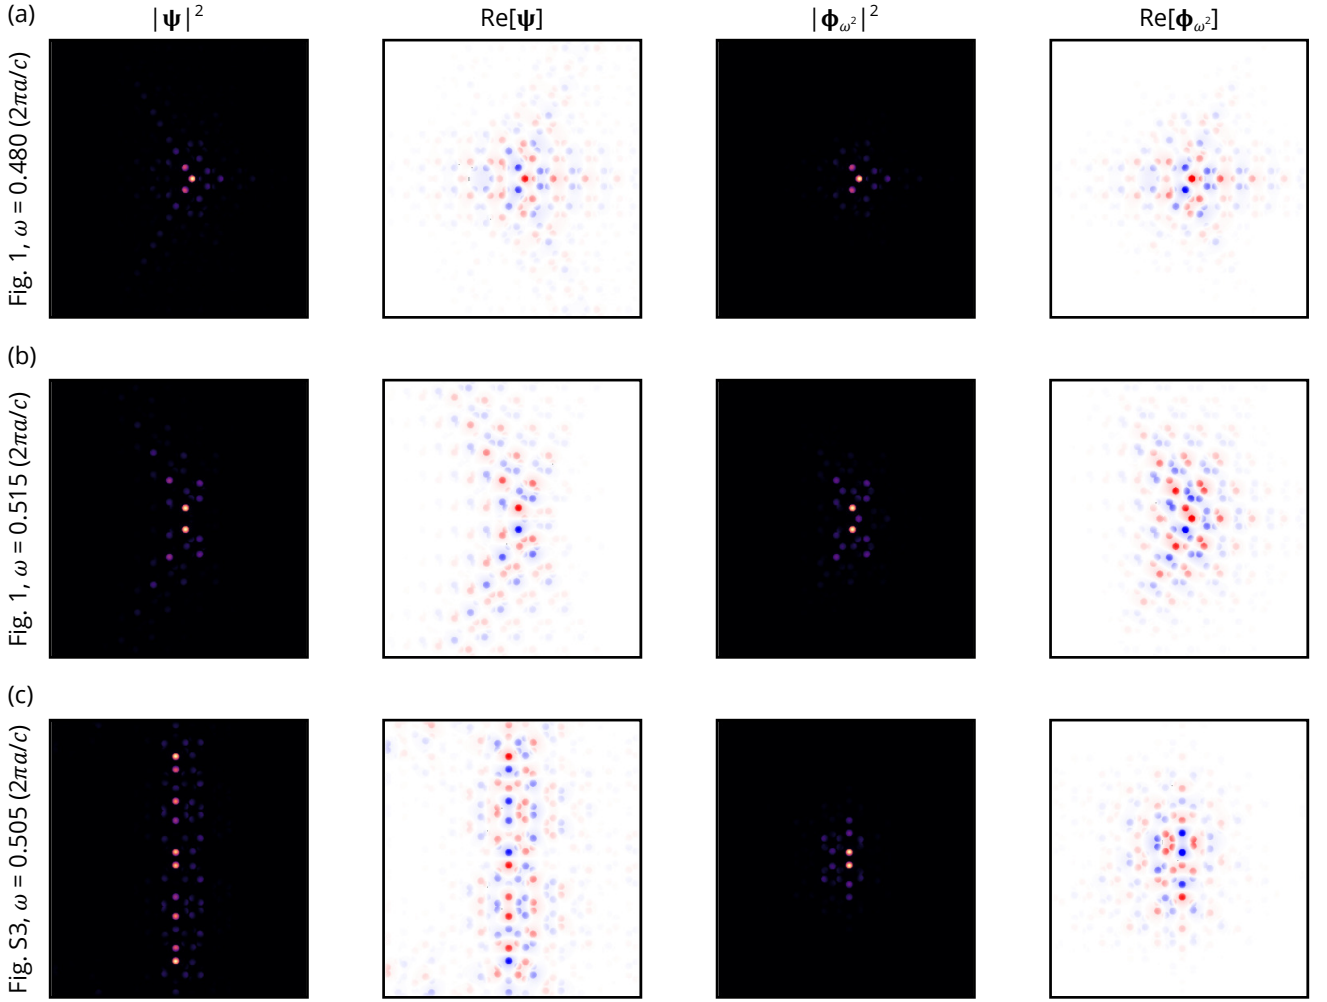 (a)
|ψ|² Re[ψ] |ϕ_ω²|² Re[ϕ_ω²]
Fig. 1, ω = 0.480 (2πa/c)
(b)
Fig. 1, ω = 0.515 (2πa/c)
(c)
Fig. S3, ω = 0.505 (2πa/c)